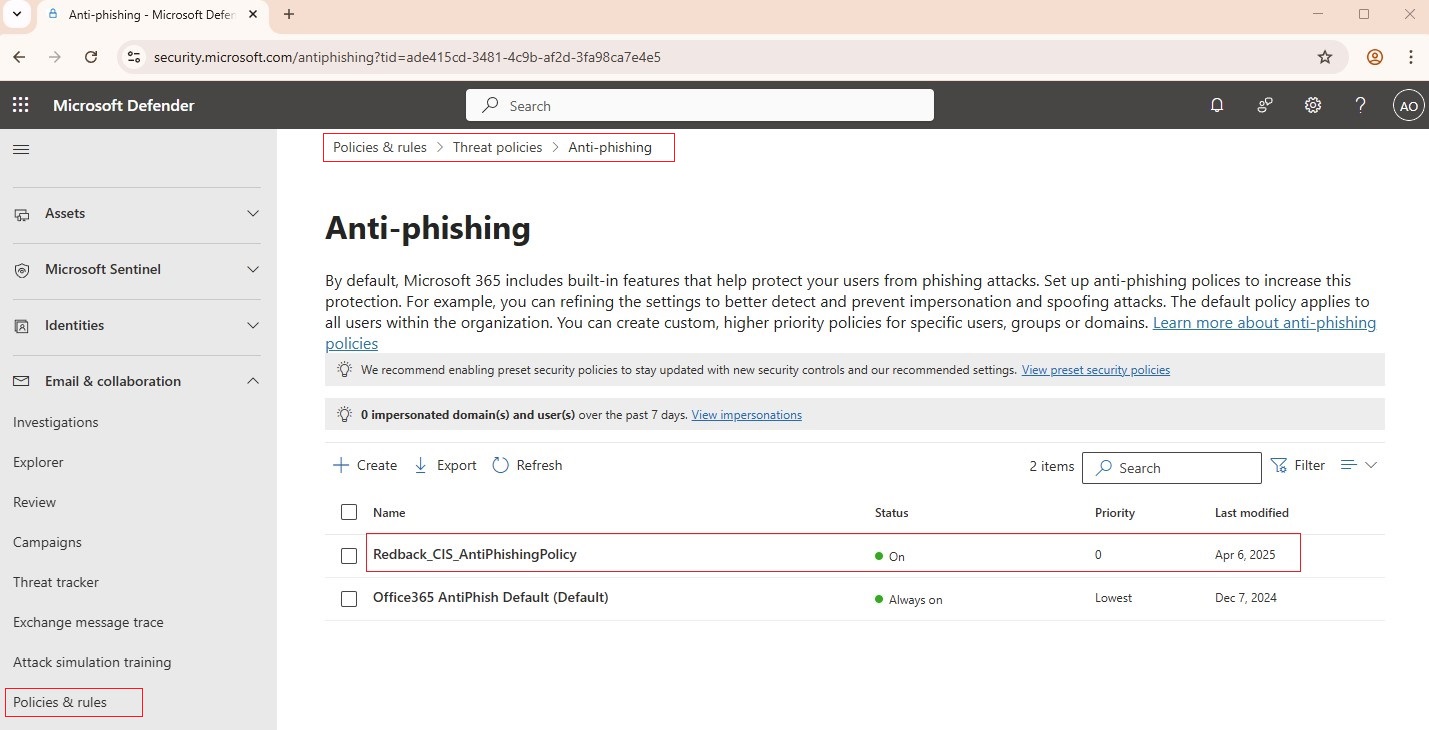 Anti-phishing - Microsoft Defen
security.microsoft.com/antiphishing?tid=ade415cd-3481-4c9b-af2d-3fa98ca7e4e5
Microsoft Defender
Search
AO
Assets
Microsoft Sentinel
Identities
Email & collaboration
Investigations
Explorer
Review
Campaigns
Threat tracker
Exchange message trace
Attack simulation training
Policies & rules
Policies & rules > Threat policies > Anti-phishing
Anti-phishing
By default, Microsoft 365 includes built-in features that help protect your users from phishing attacks. Set up anti-phishing polices to increase this
protection. For example, you can refining the settings to better detect and prevent impersonation and spoofing attacks. The default policy applies to
all users within the organization. You can create custom, higher priority policies for specific users, groups or domains. Learn more about anti-phishing
policies
We recommend enabling preset security policies to stay updated with new security controls and our recommended settings. View preset security policies
0 impersonated domain(s) and user(s) over the past 7 days. View impersonations
Create Export Refresh 2 items Search Filter
Name Status Priority Last modified
Redback_CIS_AntiPhishingPolicy On 0 Apr 6, 2025
Office365 AntiPhish Default (Default) Always on Lowest Dec 7, 2024